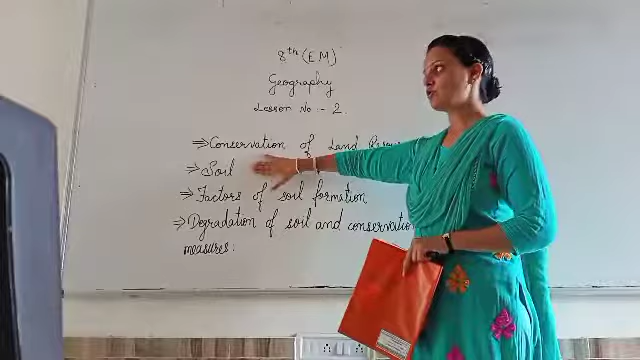 8th (EM)
Geography
Lesson No :- 2.
⇒ Conservation of Land
⇒ Soil
⇒ Factors of soil formation
⇒ Degradation of soil and conservation
measures: